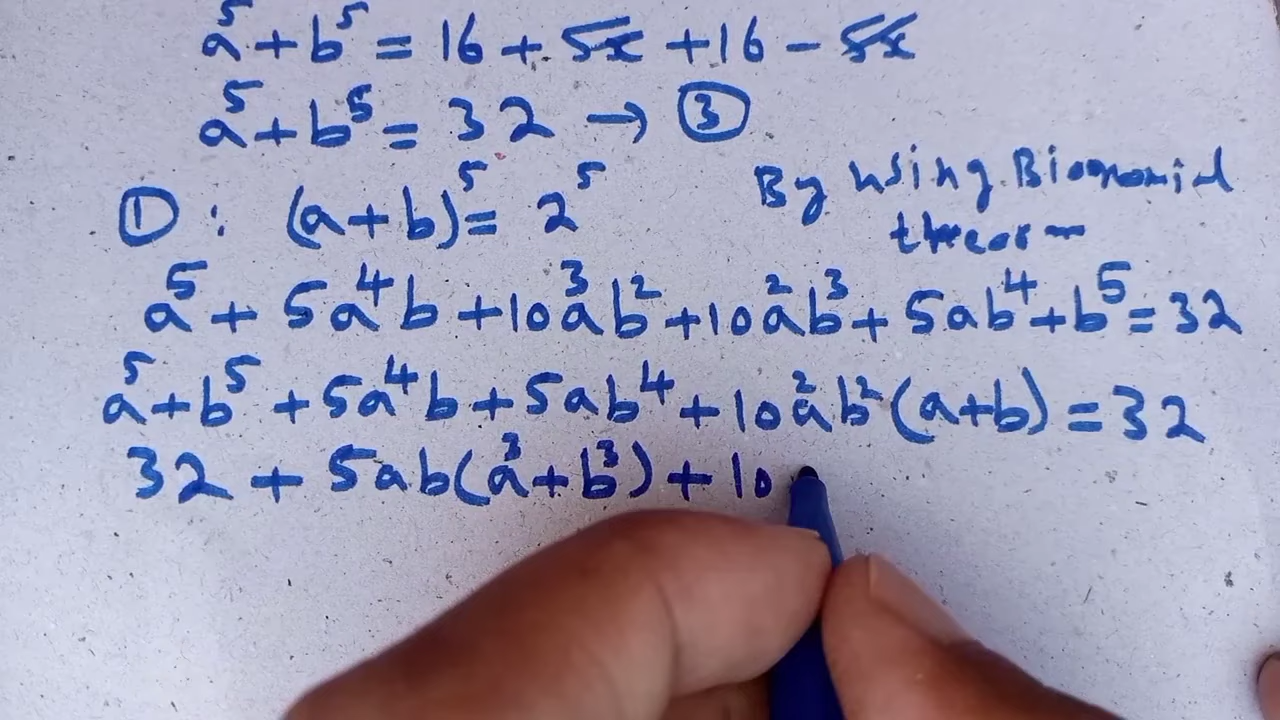 a⁵ + b⁵ = 16 + 5x + 16 - 5x
a⁵ + b⁵ = 32 → ③
①: (a+b)⁵ = 2⁵ By using Bionomial
theorm
a⁵ + 5a⁴b + 10a³b² + 10a²b³ + 5ab⁴ + b⁵ = 32
a⁵ + b⁵ + 5a⁴b + 5ab⁴ + 10a²b²(a+b) = 32
32 + 5ab(a³ + b³) + 10